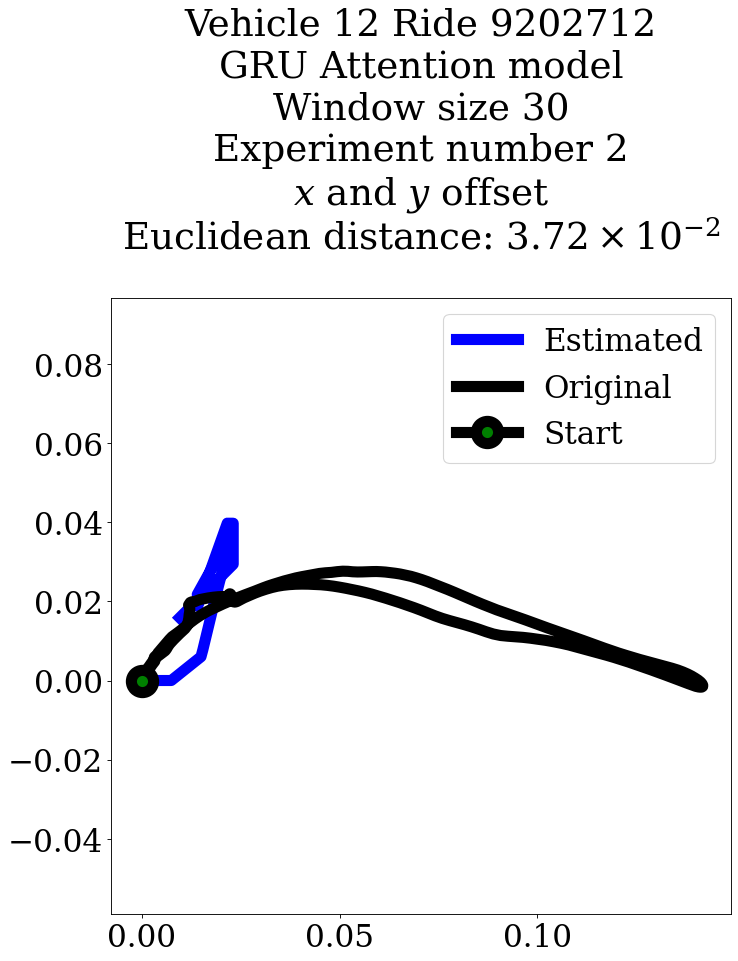 Vehicle 12 Ride 9202712
GRU Attention model
Window size 30
Experiment number 2
x and y offset
Euclidean distance: 3.72 × 10⁻²
Estimated
Original
Start
0.08
0.06
0.04
0.02
0.00
−0.02
−0.04
0.00 0.05 0.10